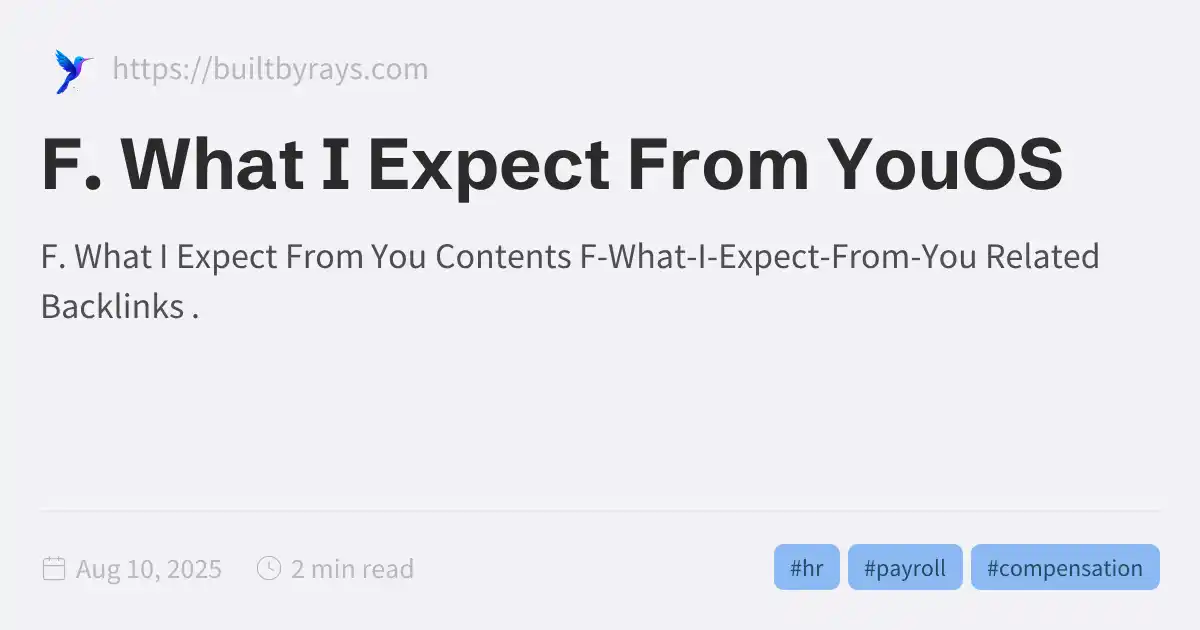 https://builtbyrays.com
F. What I Expect From YouOS
F. What I Expect From You Contents F-What-I-Expect-From-You Related
Backlinks .
Aug 10, 2025 2 min read #hr #payroll #compensation